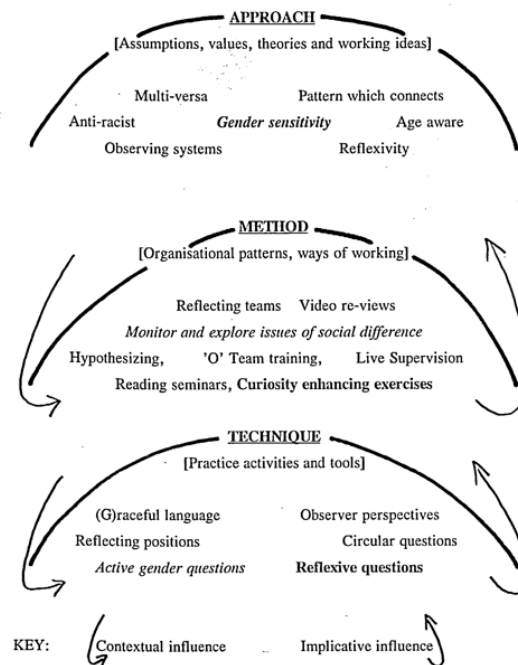 APPROACH
[Assumptions, values, theories and working ideas]
Multi-versa Pattern which connects
Anti-racist Gender sensitivity Age aware
Observing systems Reflexivity
METHOD
[Organisational patterns, ways of working]
Reflecting teams Video re-views
Monitor and explore issues of social difference
Hypothesizing, 'O' Team training, Live Supervision
Reading seminars, Curiosity enhancing exercises
TECHNIQUE
[Practice activities and tools]
(G)raceful language Observer perspectives
Reflecting positions Circular questions
Active gender questions Reflexive questions
KEY: Contextual influence Implicative influence